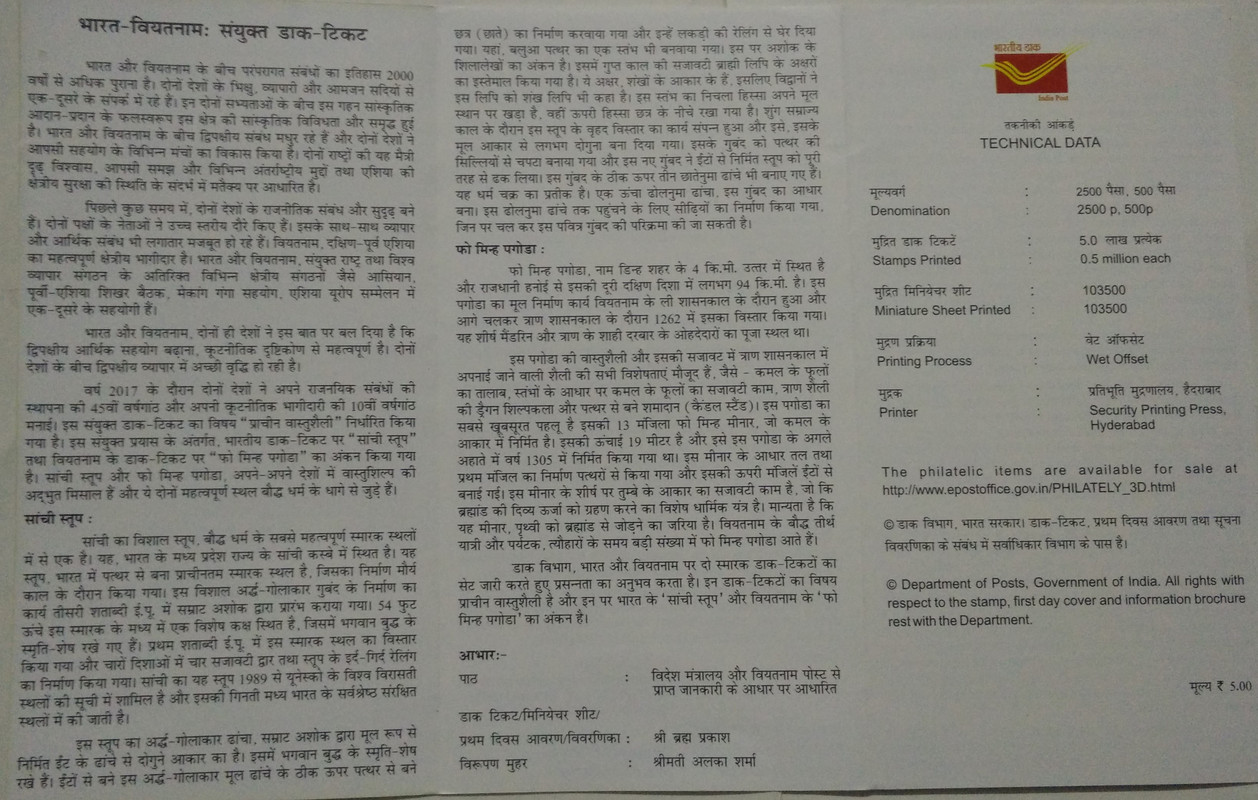 भारत-वियतनाम: संयुक्त डाक-टिकट
भारत और वियतनाम के बीच परंपरागत संबंधों का इतिहास 2000
वर्षों से अधिक पुराना है। दोनों देशों के भिक्षु, व्यापारी और आमजन सदियों से
एक-दूसरे के संपर्क में रहे हैं। इन दोनों सभ्यताओं के बीच इस गहन सांस्कृतिक
आदान-प्रदान के फलस्वरूप इस क्षेत्र की सांस्कृतिक विविधता और समृद्ध हुई
है। भारत और वियतनाम के बीच द्विपक्षीय संबंध मधुर रहे हैं और दोनों देशों ने
आपसी सहयोग के विभिन्न मंचों का विकास किया है। दोनों राष्ट्रों की यह मैत्री
दृढ़ विश्वास, आपसी समझ और विभिन्न अंतर्राष्ट्रीय मुद्दों तथा एशिया की
क्षेत्रीय सुरक्षा की स्थिति के संदर्भ में मतैक्य पर आधारित है।
पिछले कुछ समय में, दोनों देशों के राजनीतिक संबंध और सुदृढ़ बने
हैं। दोनों पक्षों के नेताओं ने उच्च स्तरीय दौरे किए हैं। इसके साथ-साथ व्यापार
और आर्थिक संबंध भी लगातार मजबूत हो रहे हैं। वियतनाम, दक्षिण-पूर्व एशिया
का महत्वपूर्ण क्षेत्रीय भागीदार है। भारत और वियतनाम, संयुक्त राष्ट्र तथा विश्व
व्यापार संगठन के अतिरिक्त विभिन्न क्षेत्रीय संगठनों जैसे आसियान,
पूर्वी-एशिया शिखर बैठक, मेकांग गंगा सहयोग, एशिया यूरोप सम्मेलन में
एक-दूसरे के सहयोगी हैं।
भारत और वियतनाम, दोनों ही देशों ने इस बात पर बल दिया है कि
द्विपक्षीय आर्थिक सहयोग बढ़ाना, कूटनीतिक दृष्टिकोण से महत्वपूर्ण है। दोनों
देशों के बीच द्विपक्षीय व्यापार में अच्छी वृद्धि हो रही है।
वर्ष 2017 के दौरान दोनों देशों ने अपने राजनयिक संबंधों की
स्थापना की 45वीं वर्षगांठ और अपनी कूटनीतिक भागीदारी की 10वीं वर्षगांठ
मनाई। इस संयुक्त डाक-टिकट का विषय “प्राचीन वास्तुशैली” निर्धारित किया
गया है। इस संयुक्त प्रयास के अंतर्गत, भारतीय डाक-टिकट पर “सांची स्तूप”
तथा वियतनाम के डाक-टिकट पर “फो मिन्ह पगोडा” का अंकन किया गया
है। सांची स्तूप और फो मिन्ह पगोडा, अपने-अपने देशों में वास्तुशिल्प की
अद्भुत मिसाल हैं और ये दोनों महत्वपूर्ण स्थल बौद्ध धर्म के धागे से जुड़े हैं।
सांची स्तूप :
सांची का विशाल स्तूप, बौद्ध धर्म के सबसे महत्वपूर्ण स्मारक स्थलों
में से एक है। यह, भारत के मध्य प्रदेश राज्य के सांची कस्बे में स्थित है। यह
स्तूप, भारत में पत्थर से बना प्राचीनतम स्मारक स्थल है, जिसका निर्माण मौर्य
काल के दौरान किया गया। इस विशाल अर्द्ध-गोलाकार गुबंद के निर्माण का
कार्य तीसरी शताब्दी ई.पू. में सम्राट अशोक द्वारा प्रारंभ कराया गया। 54 फुट
ऊंचे इस स्मारक के मध्य में एक विशेष कक्ष स्थित है, जिसमें भगवान बुद्ध के
स्मृति-शेष रखे गए हैं। प्रथम शताब्दी ई.पू. में इस स्मारक स्थल का विस्तार
किया गया और चारों दिशाओं में चार सजावटी द्वार तथा स्तूप के इर्द-गिर्द रेलिंग
का निर्माण किया गया। सांची का यह स्तूप 1989 से यूनेस्को के विश्व विरासती
स्थलों की सूची में शामिल है और इसकी गिनती मध्य भारत के सर्वश्रेष्ठ संरक्षित
स्थलों में की जाती है।
इस स्तूप का अर्द्ध-गोलाकार ढांचा, सम्राट अशोक द्वारा मूल रूप से
निर्मित ईंट के ढांचे से दोगुने आकार का है। इसमें भगवान बुद्ध के स्मृति-शेष
रखे हैं। ईंटों से बने इस अर्द्ध-गोलाकार मूल ढांचे के ठीक ऊपर पत्थर से बने
छत्र (छाते) का निर्माण करवाया गया और इन्हें लकड़ी की रेलिंग से घेर दिया
गया। यहां, बलुआ पत्थर का एक स्तंभ भी बनवाया गया। इस पर अशोक के
शिलालेखों का अंकन है। इसमें गुप्त काल की सजावटी ब्राह्मी लिपि के अक्षरों
का इस्तेमाल किया गया है। ये अक्षर, शंखों के आकार के हैं, इसलिए विद्वानों ने
इस लिपि को शंख लिपि भी कहा है। इस स्तंभ का निचला हिस्सा अपने मूल
स्थान पर खड़ा है, वहीं ऊपरी हिस्सा छत्र के नीचे रखा गया है। शुंग सम्राज्य
काल के दौरान इस स्तूप के वृहद विस्तार का कार्य संपन्न हुआ और इसे, इसके
मूल आकार से लगभग दोगुना बना दिया गया। इसके गुबंद को पत्थर की
सिल्लियों से चपटा बनाया गया और इस नए गुबंद ने ईंटों से निर्मित स्तूप को पूरी
तरह से ढक लिया। इस गुबंद के ठीक ऊपर तीन छातेनुमा ढांचे भी बनाए गए हैं।
यह धर्म चक्र का प्रतीक है। एक ऊंचा ढोलनुमा ढांचा, इस गुबंद का आधार
बना। इस ढोलनुमा ढांचे तक पहुंचने के लिए सीढ़ियों का निर्माण किया गया,
जिन पर चल कर इस पवित्र गुबंद की परिक्रमा की जा सकती है।
फो मिन्ह पगोडा :
फो मिन्ह पगोडा, नाम डिन्ह शहर के 4 कि.मी. उत्तर में स्थित है
और राजधानी हनोई से इसकी दूरी दक्षिण दिशा में लगभग 94 कि.मी. है। इस
पगोडा का मूल निर्माण कार्य वियतनाम के ली शासनकाल के दौरान हुआ और
आगे चलकर त्राण शासनकाल के दौरान 1262 में इसका विस्तार किया गया।
यह शीर्ष मैंडरिन और त्राण के शाही दरबार के ओहदेदारों का पूजा स्थल था।
इस पगोडा की वास्तुशैली और इसकी सजावट में त्राण शासनकाल में
अपनाई जाने वाली शैली की सभी विशेषताएं मौजूद हैं, जैसे - कमल के फूलों
का तालाब, स्तंभों के आधार पर कमल के फूलों का सजावटी काम, त्राण शैली
की ड्रैगन शिल्पकला और पत्थर से बने शमादान (कैंडल स्टैंड)। इस पगोडा का
सबसे खूबसूरत पहलू है इसकी 13 मंजिला फो मिन्ह मीनार, जो कमल के
आकार में निर्मित है। इसकी ऊंचाई 19 मीटर है और इसे इस पगोडा के अगले
अहाते में वर्ष 1305 में निर्मित किया गया था। इस मीनार के आधार तल तथा
प्रथम मंजिल का निर्माण पत्थरों से किया गया और इसकी ऊपरी मंजिलें ईंटों से
बनाई गईं। इस मीनार के शीर्ष पर तुम्बे के आकार का सजावटी काम है, जो कि
ब्रह्मांड की दिव्य ऊर्जा को ग्रहण करने का विशेष धार्मिक यंत्र है। मान्यता है कि
यह मीनार, पृथ्वी को ब्रह्मांड से जोड़ने का जरिया है। वियतनाम के बौद्ध तीर्थ
यात्री और पर्यटक, त्यौहारों के समय बड़ी संख्या में फो मिन्ह पगोडा आते हैं।
डाक विभाग, भारत और वियतनाम पर दो स्मारक डाक-टिकटों का
सेट जारी करते हुए प्रसन्नता का अनुभव करता है। इन डाक-टिकटों का विषय
प्राचीन वास्तुशैली है और इन पर भारत के 'सांची स्तूप' और वियतनाम के 'फो
मिन्ह पगोडा' का अंकन है।
आभार:-
पाठ : विदेश मंत्रालय और वियतनाम पोस्ट से
प्राप्त जानकारी के आधार पर आधारित
डाक टिकट/मिनियेचर शीट/
प्रथम दिवस आवरण/विवरणिका : श्री ब्रह्म प्रकाश
विरूपण मुहर : श्रीमती अलका शर्मा
भारतीय डाक
India Post
तकनीकी आंकड़े
TECHNICAL DATA
मूल्यवर्ग : 2500 पैसा, 500 पैसा
Denomination : 2500 p, 500p
मुद्रित डाक टिकटें : 5.0 लाख प्रत्येक
Stamps Printed : 0.5 million each
मुद्रित मिनियेचर शीट : 103500
Miniature Sheet Printed : 103500
मुद्रण प्रक्रिया : वेट ऑफसेट
Printing Process : Wet Offset
मुद्रक : प्रतिभूति मुद्रणालय, हैदराबाद
Printer : Security Printing Press,
Hyderabad
The philatelic items are available for sale at
http://www.epostoffice.gov.in/PHILATELY_3D.html
© डाक विभाग, भारत सरकार। डाक-टिकट, प्रथम दिवस आवरण तथा सूचना
विवरणिका के संबंध में सर्वाधिकार विभाग के पास है।
© Department of Posts, Government of India. All rights with
respect to the stamp, first day cover and information brochure
rest with the Department.
मूल्य ₹ 5.00